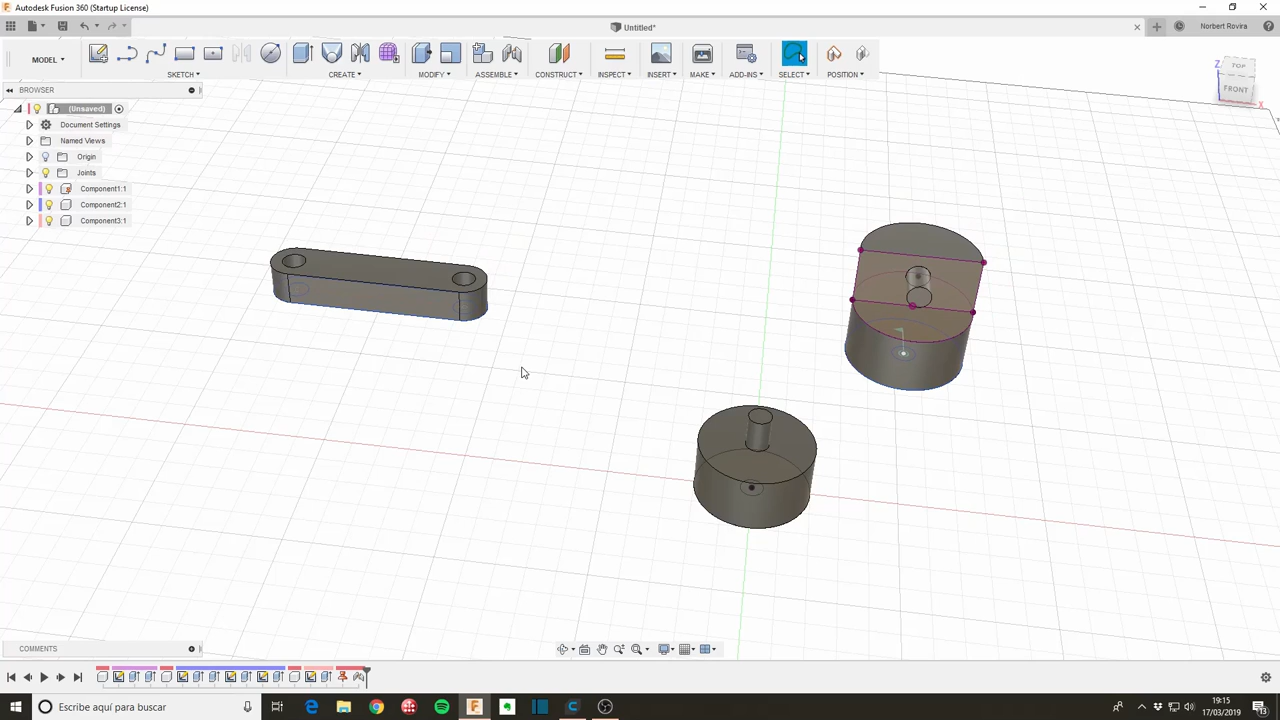 Autodesk Fusion 360 (Startup License)
Untitled*
Norbert Rovira
MODEL
SKETCH
CREATE
MODIFY
ASSEMBLE
CONSTRUCT
INSPECT
INSERT
MAKE
ADD-INS
SELECT
POSITION
Z
TOP
FRONT
X
BROWSER
(Unsaved)
Document Settings
Named Views
Origin
Joints
Component1:1
Component2:1
Component3:1
COMMENTS
Escribe aquí para buscar
19:15
17/03/2019